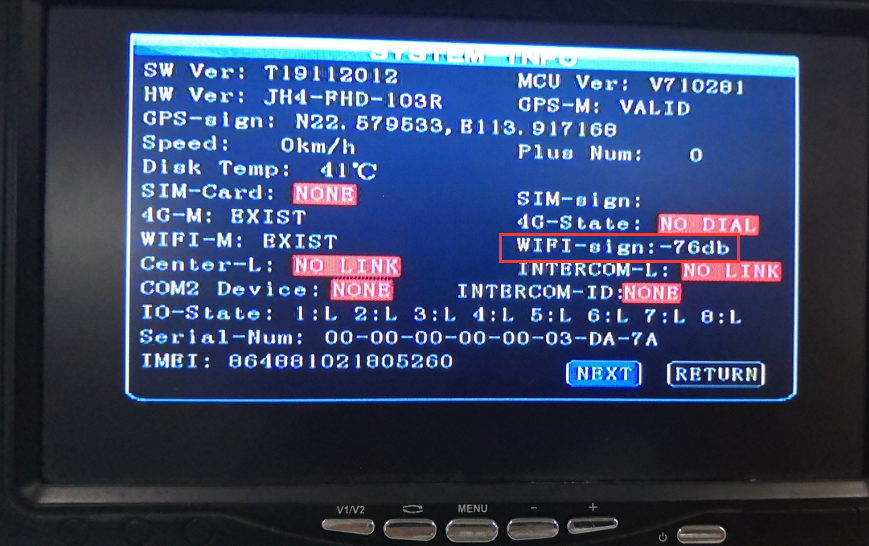 SYSTEM INFO
SW Ver: T19112012 MCU Ver: V710281
HW Ver: JH4-FHD-103R GPS-M: VALID
GPS-sign: N22.579533,E113.917168
Speed: 0km/h Plus Num: 0
Disk Temp: 41℃
SIM-Card: NONE SIM-sign:
4G-M: EXIST 4G-State: NO DIAL
WIFI-M: EXIST WIFI-sign:-76db
Center-L: NO LINK INTERCOM-L: NO LINK
COM2 Device: NONE INTERCOM-ID:NONE
IO-State: 1:L 2:L 3:L 4:L 5:L 6:L 7:L 8:L
Serial-Num: 00-00-00-00-00-03-DA-7A
IMEI: 864881021805260
NEXT RETURN
V1/V2 MENU - +